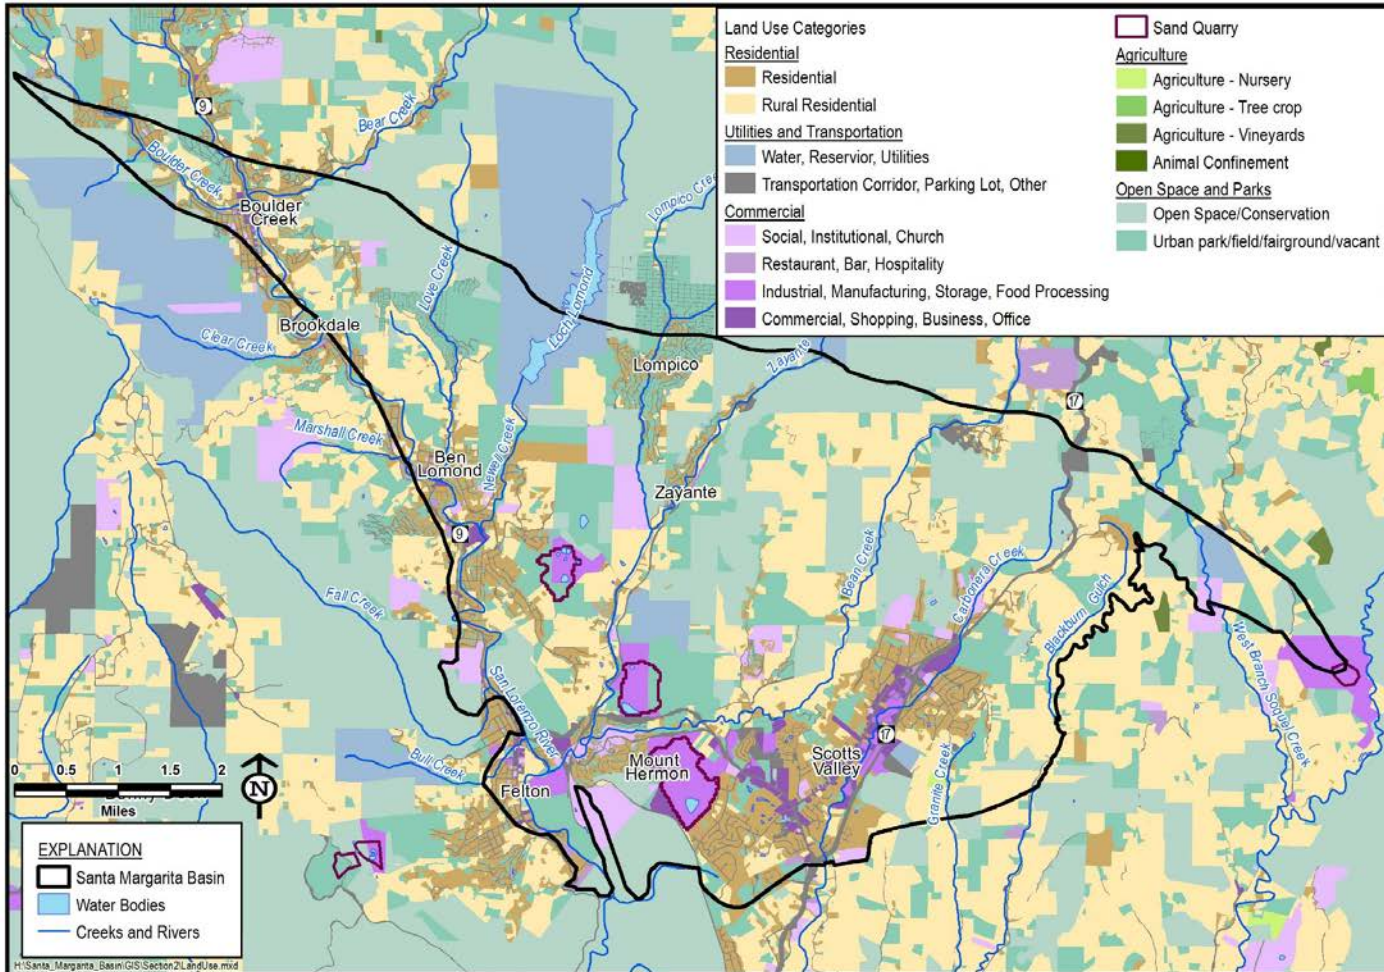 Land Use Categories
Residential
Residential
Rural Residential
Utilities and Transportation
Water, Reservior, Utilities
Transportation Corridor, Parking Lot, Other
Commercial
Social, Institutional, Church
Restaurant, Bar, Hospitality
Industrial, Manufacturing, Storage, Food Processing
Commercial, Shopping, Business, Office
Sand Quarry
Agriculture
Agriculture - Nursery
Agriculture - Tree crop
Agriculture - Vineyards
Animal Confinement
Open Space and Parks
Open Space/Conservation
Urban park/field/fairground/vacant
9
Bear Creek
Boulder Creek
Boulder
Creek
Lompico Cree
Love Creek
Loch Lomond
Brookdale
Clear Creek
Lompico
Zayante
17
Marshall Creek
Ben
Lomond
Newell Creek
Zayante
9
Bean Creek
Carbonera Creek
Blackburn Gulch
Fall Creek
West Branch Soquel Creek
San Lorenzo River
17
Bull Creek
Mount
Hermon
Scotts
Valley
Felton
Granite Creek
0 0.5 1 1.5 2
Miles
N
EXPLANATION
Santa Margarita Basin
Water Bodies
Creeks and Rivers
H:\Santa_Margarita_Basin\GIS\Section2\LandUse.mxd